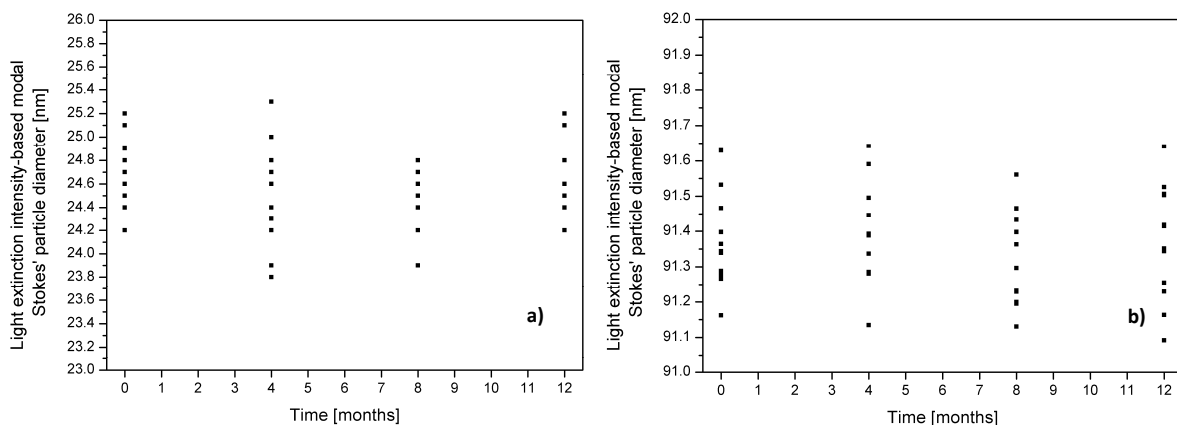 Light extinction intensity-based modal
Stokes' particle diameter [nm]
26.0
25.8
25.6
25.4
25.2
25.0
24.8
24.6
24.4
24.2
24.0
23.8
23.6
23.4
23.2
23.0
a)
0 1 2 3 4 5 6 7 8 9 10 11 12
Time [months]
Light extinction intensity-based modal
Stokes' particle diameter [nm]
92.0
91.9
91.8
91.7
91.6
91.5
91.4
91.3
91.2
91.1
91.0
b)
0 1 2 3 4 5 6 7 8 9 10 11 12
Time [months]